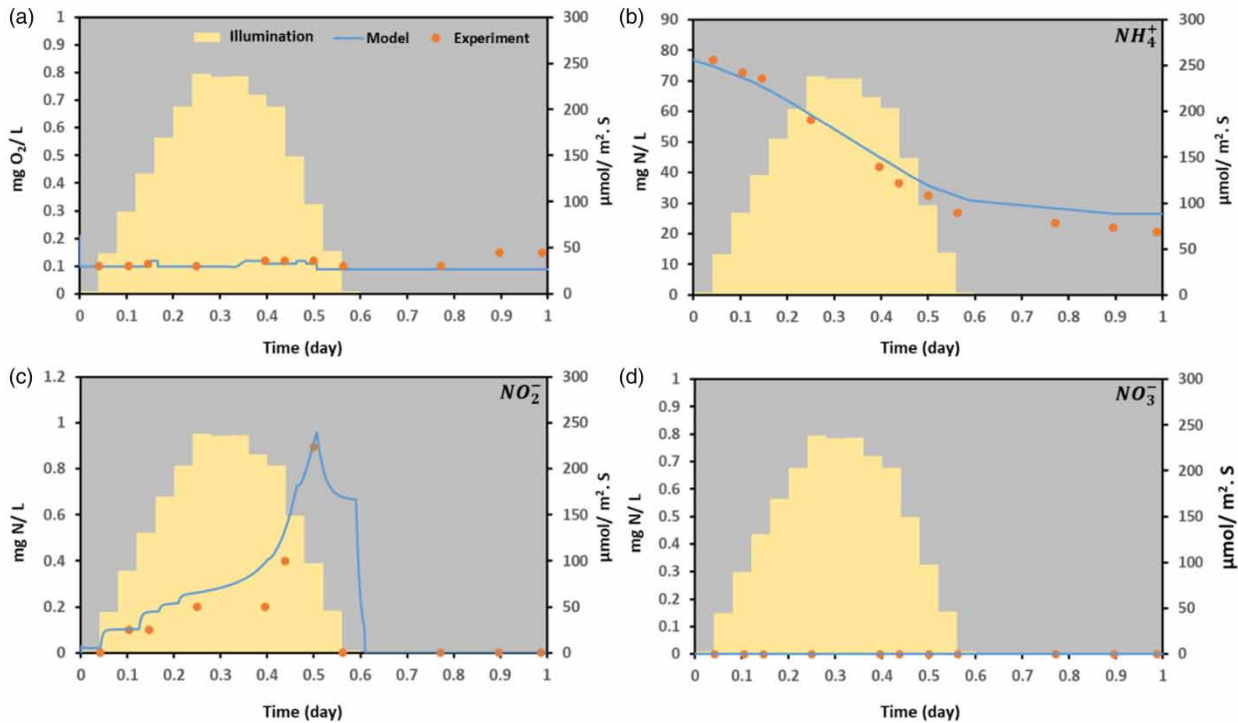 (a)
Illumination Model Experiment
mg O₂/ L
1
0.9
0.8
0.7
0.6
0.5
0.4
0.3
0.2
0.1
0
300
250
200
150
100
50
0
µmol/ m². S
0 0.1 0.2 0.3 0.4 0.5 0.6 0.7 0.8 0.9 1
Time (day)
(b)
NH₄⁺
mg N/ L
90
80
70
60
50
40
30
20
10
0
300
250
200
150
100
50
0
µmol/ m². S
0 0.1 0.2 0.3 0.4 0.5 0.6 0.7 0.8 0.9 1
Time (day)
(c)
NO₂⁻
mg N/ L
1.2
1
0.8
0.6
0.4
0.2
0
300
250
200
150
100
50
0
µmol/ m². S
0 0.1 0.2 0.3 0.4 0.5 0.6 0.7 0.8 0.9 1
Time (day)
(d)
NO₃⁻
mg N/ L
1
0.9
0.8
0.7
0.6
0.5
0.4
0.3
0.2
0.1
0
300
250
200
150
100
50
0
µmol/ m². S
0 0.1 0.2 0.3 0.4 0.5 0.6 0.7 0.8 0.9 1
Time (day)